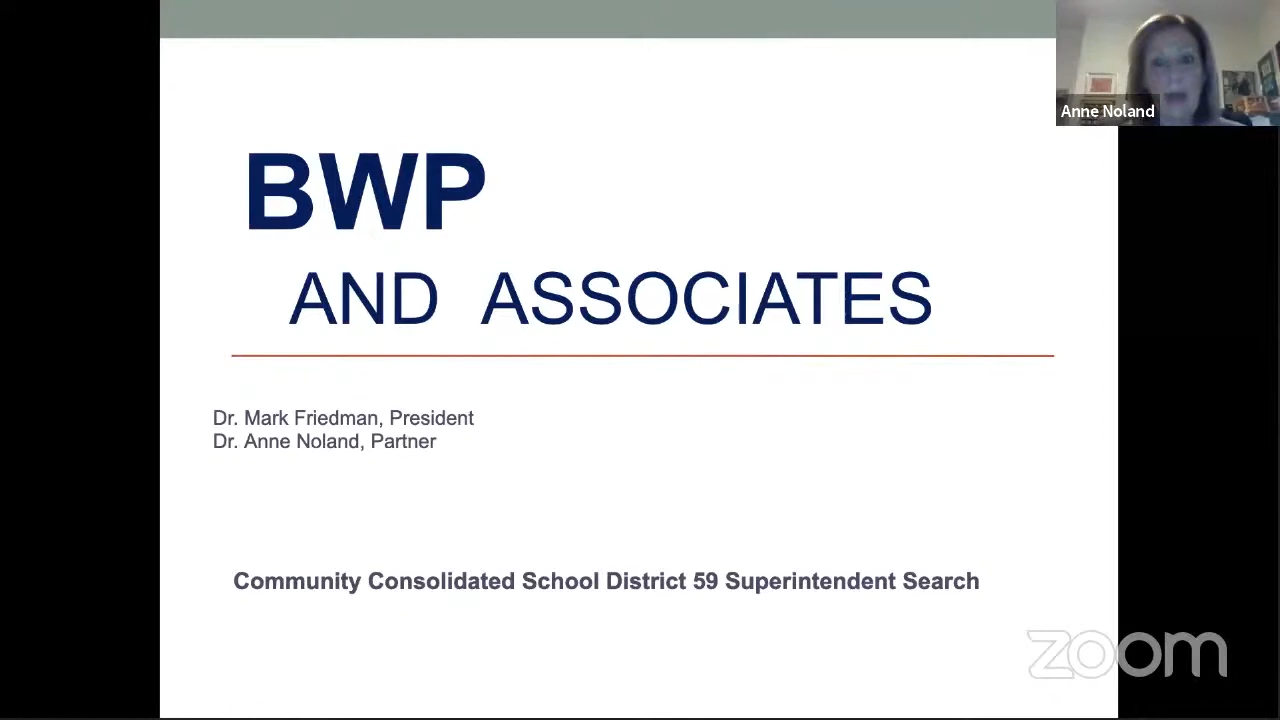 Anne Noland
BWP
AND ASSOCIATES
Dr. Mark Friedman, President
Dr. Anne Noland, Partner
Community Consolidated School District 59 Superintendent Search
zoom